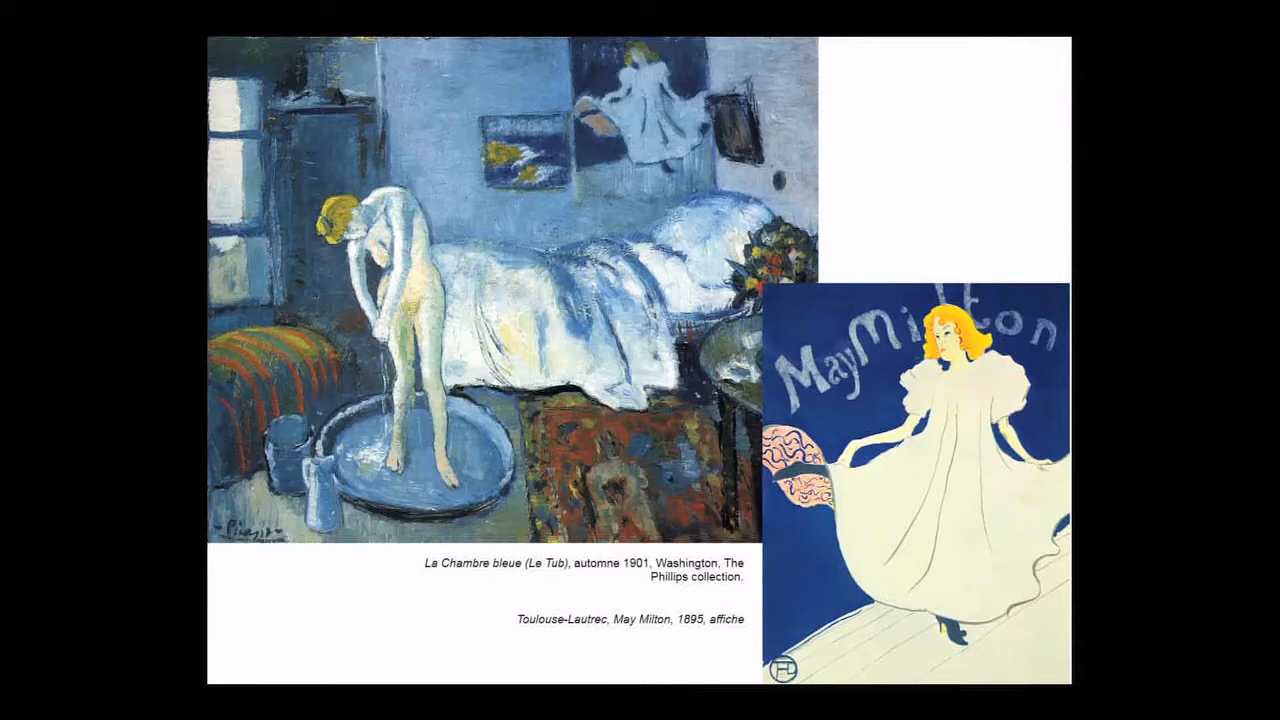 Picasso
La Chambre bleue (Le Tub), automne 1901, Washington, The
Phillips collection.
Toulouse-Lautrec, May Milton, 1895, affiche
May Milton